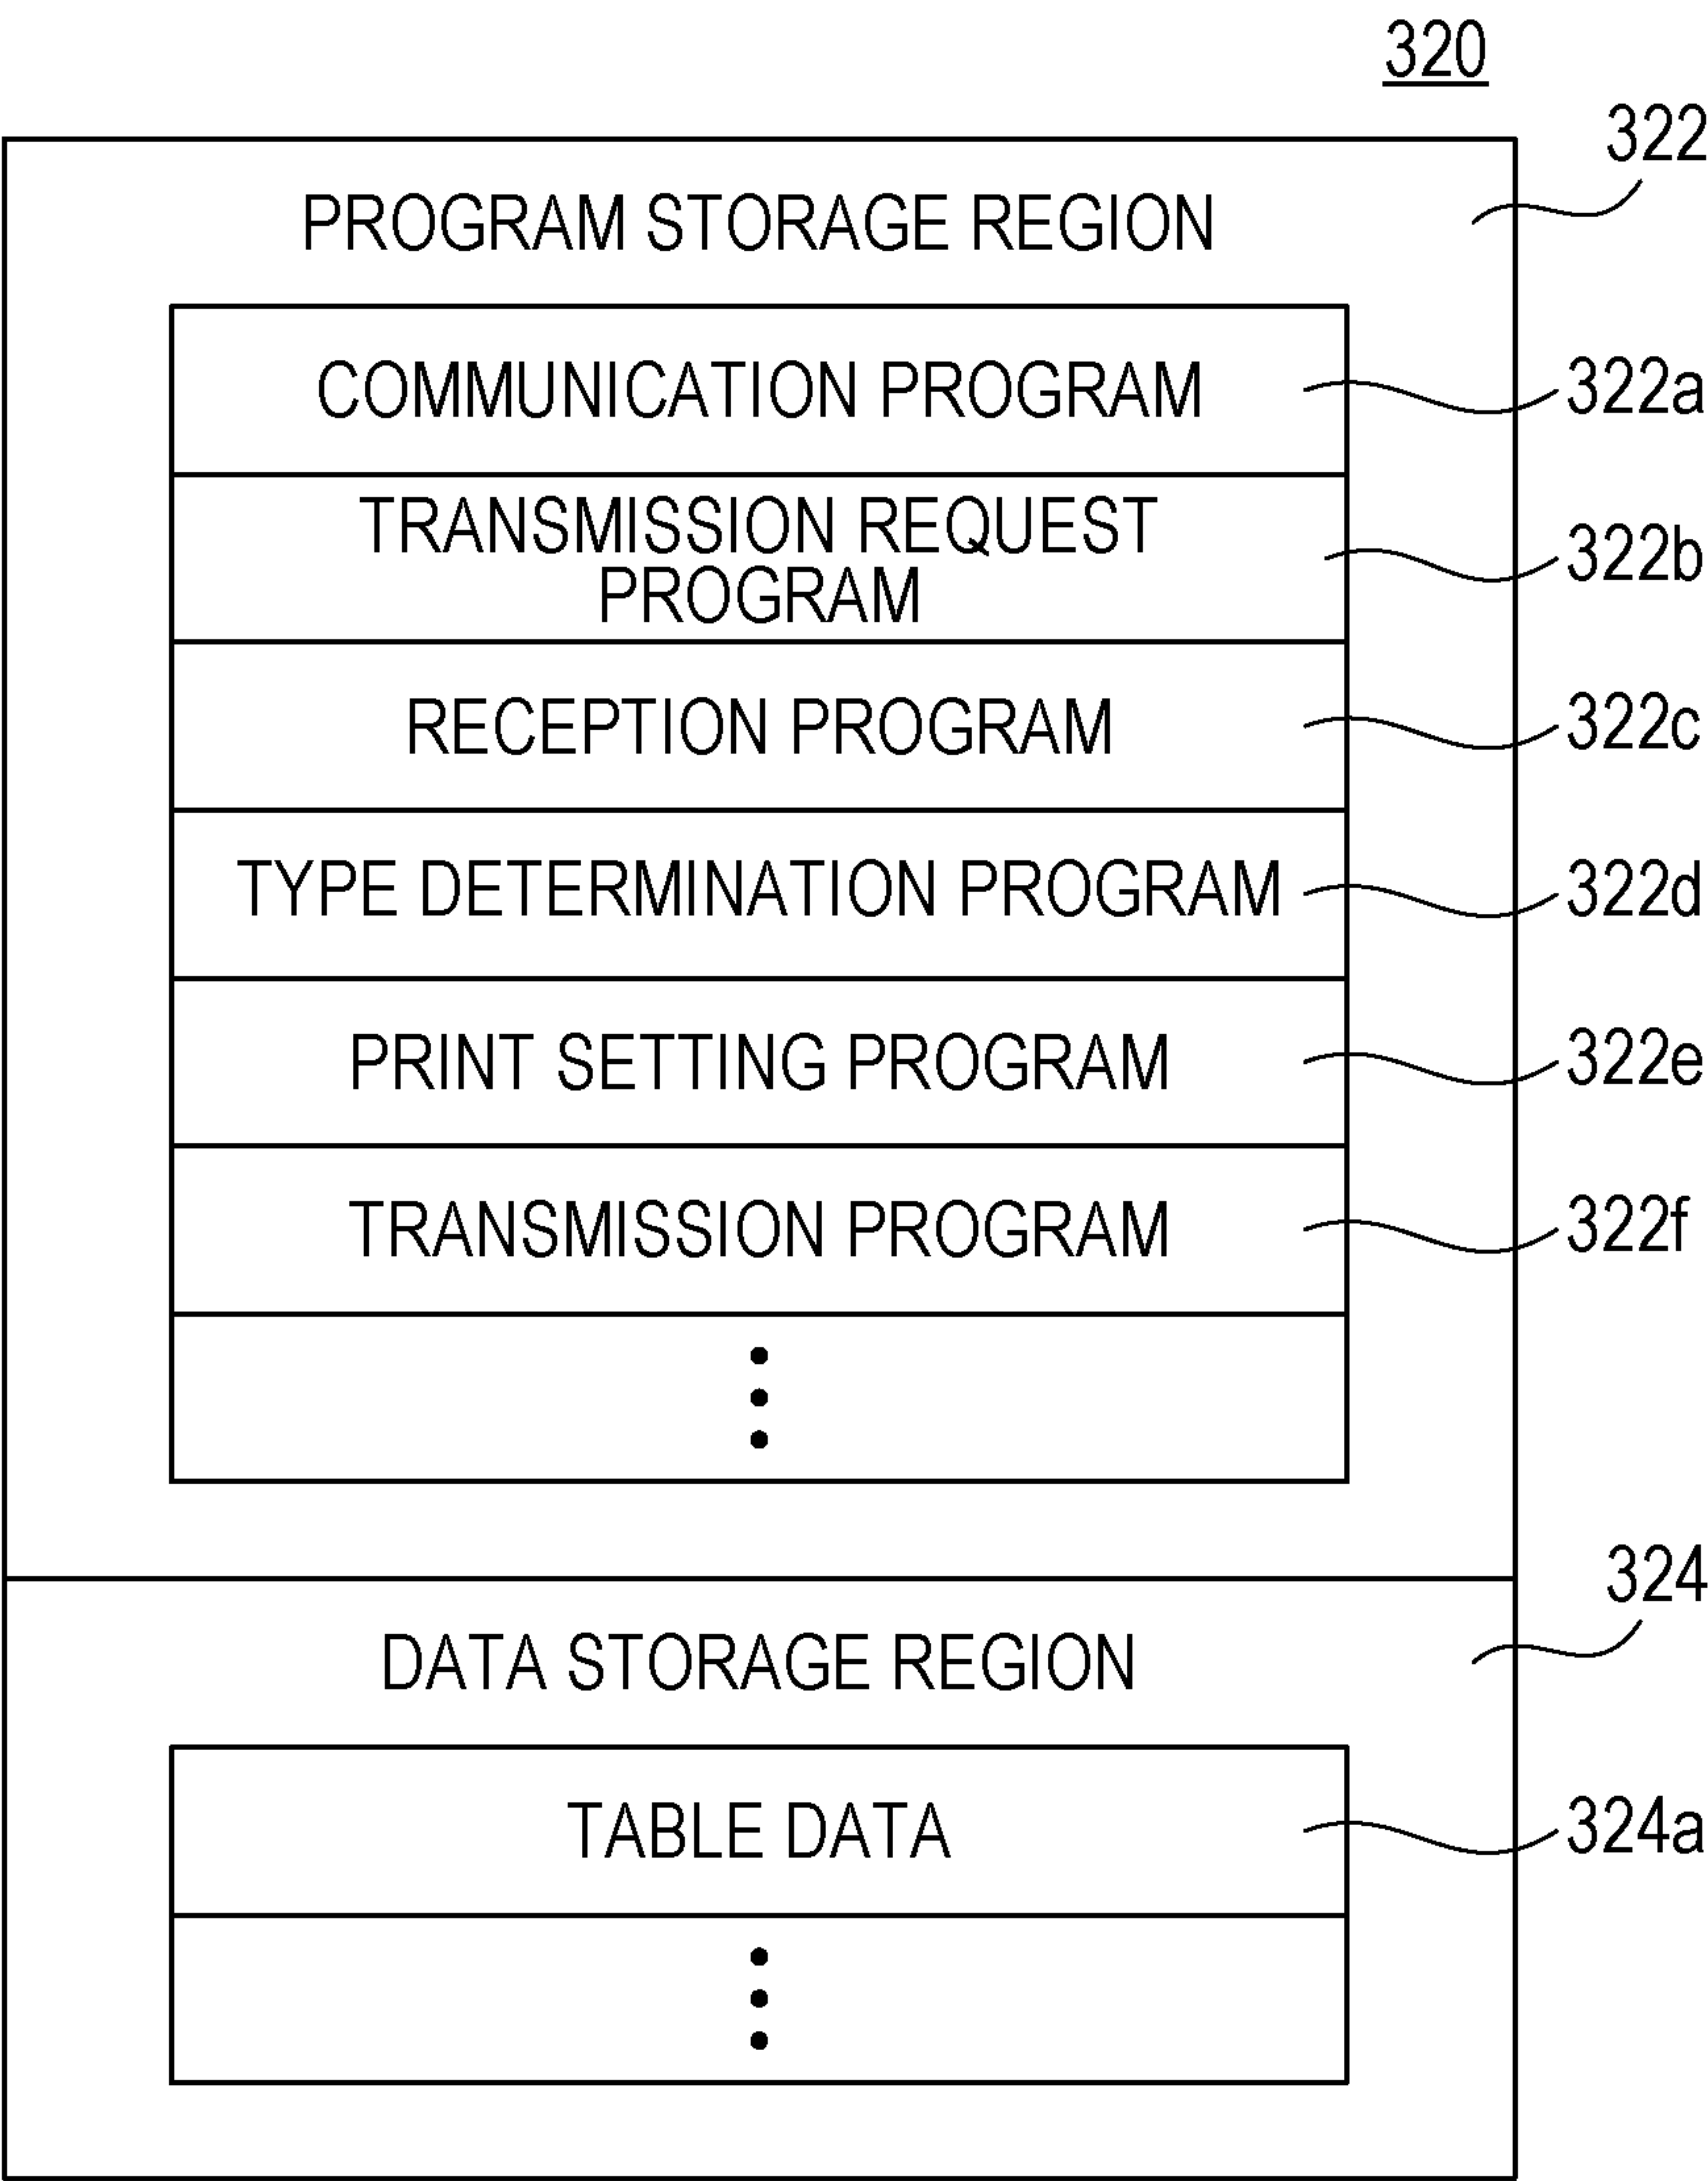 320
322
PROGRAM STORAGE REGION
COMMUNICATION PROGRAM
322a
TRANSMISSION REQUEST
PROGRAM
322b
RECEPTION PROGRAM
322c
TYPE DETERMINATION PROGRAM
322d
PRINT SETTING PROGRAM
322e
TRANSMISSION PROGRAM
322f
324
DATA STORAGE REGION
TABLE DATA
324a